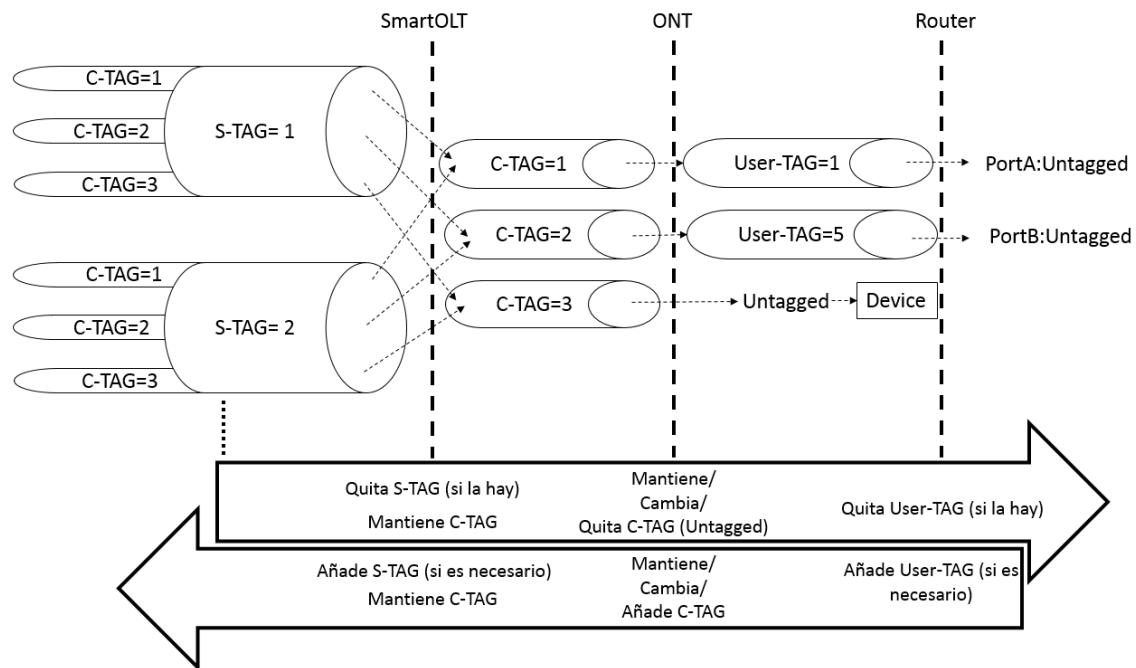 SmartOLT
ONT
Router
C-TAG=1
C-TAG=2
S-TAG= 1
C-TAG=3
C-TAG=1
User-TAG=1
PortA:Untagged
C-TAG=2
User-TAG=5
PortB:Untagged
C-TAG=1
C-TAG=2
S-TAG= 2
C-TAG=3
C-TAG=3
Untagged
Device
Quita S-TAG (si la hay)
Mantiene C-TAG
Mantiene/
Cambia/
Quita C-TAG (Untagged)
Quita User-TAG (si la hay)
Añade S-TAG (si es necesario)
Mantiene C-TAG
Mantiene/
Cambia/
Añade C-TAG
Añade User-TAG (si es
necesario)